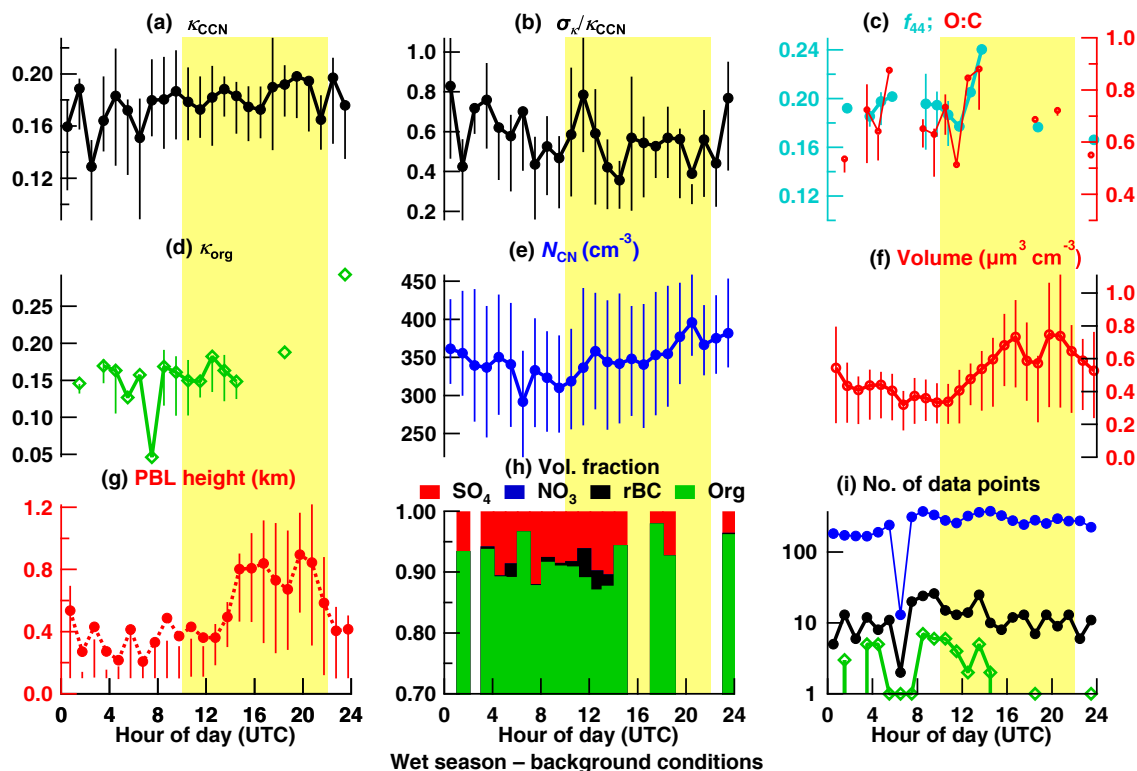 (a) κCCN
(b) σκ/κCCN
(c) f44; O:C
0.20
0.16
0.12
1.0
0.8
0.6
0.4
0.2
0.24
0.20
0.16
0.12
1.0
0.8
0.6
0.4
(d) κorg
(e) NCN (cm-3)
(f) Volume (µm3 cm-3)
0.25
0.20
0.15
0.10
0.05
450
400
350
300
250
1.0
0.8
0.6
0.4
0.2
0.0
(g) PBL height (km)
(h) Vol. fraction
SO4 NO3 rBC Org
(i) No. of data points
1.2
0.8
0.4
0.0
1.00
0.90
0.80
0.70
100
10
1
0 4 8 12 16 20 24
0 4 8 12 16 20 24
0 4 8 12 16 20 24
Hour of day (UTC)
Hour of day (UTC)
Hour of day (UTC)
Wet season – background conditions